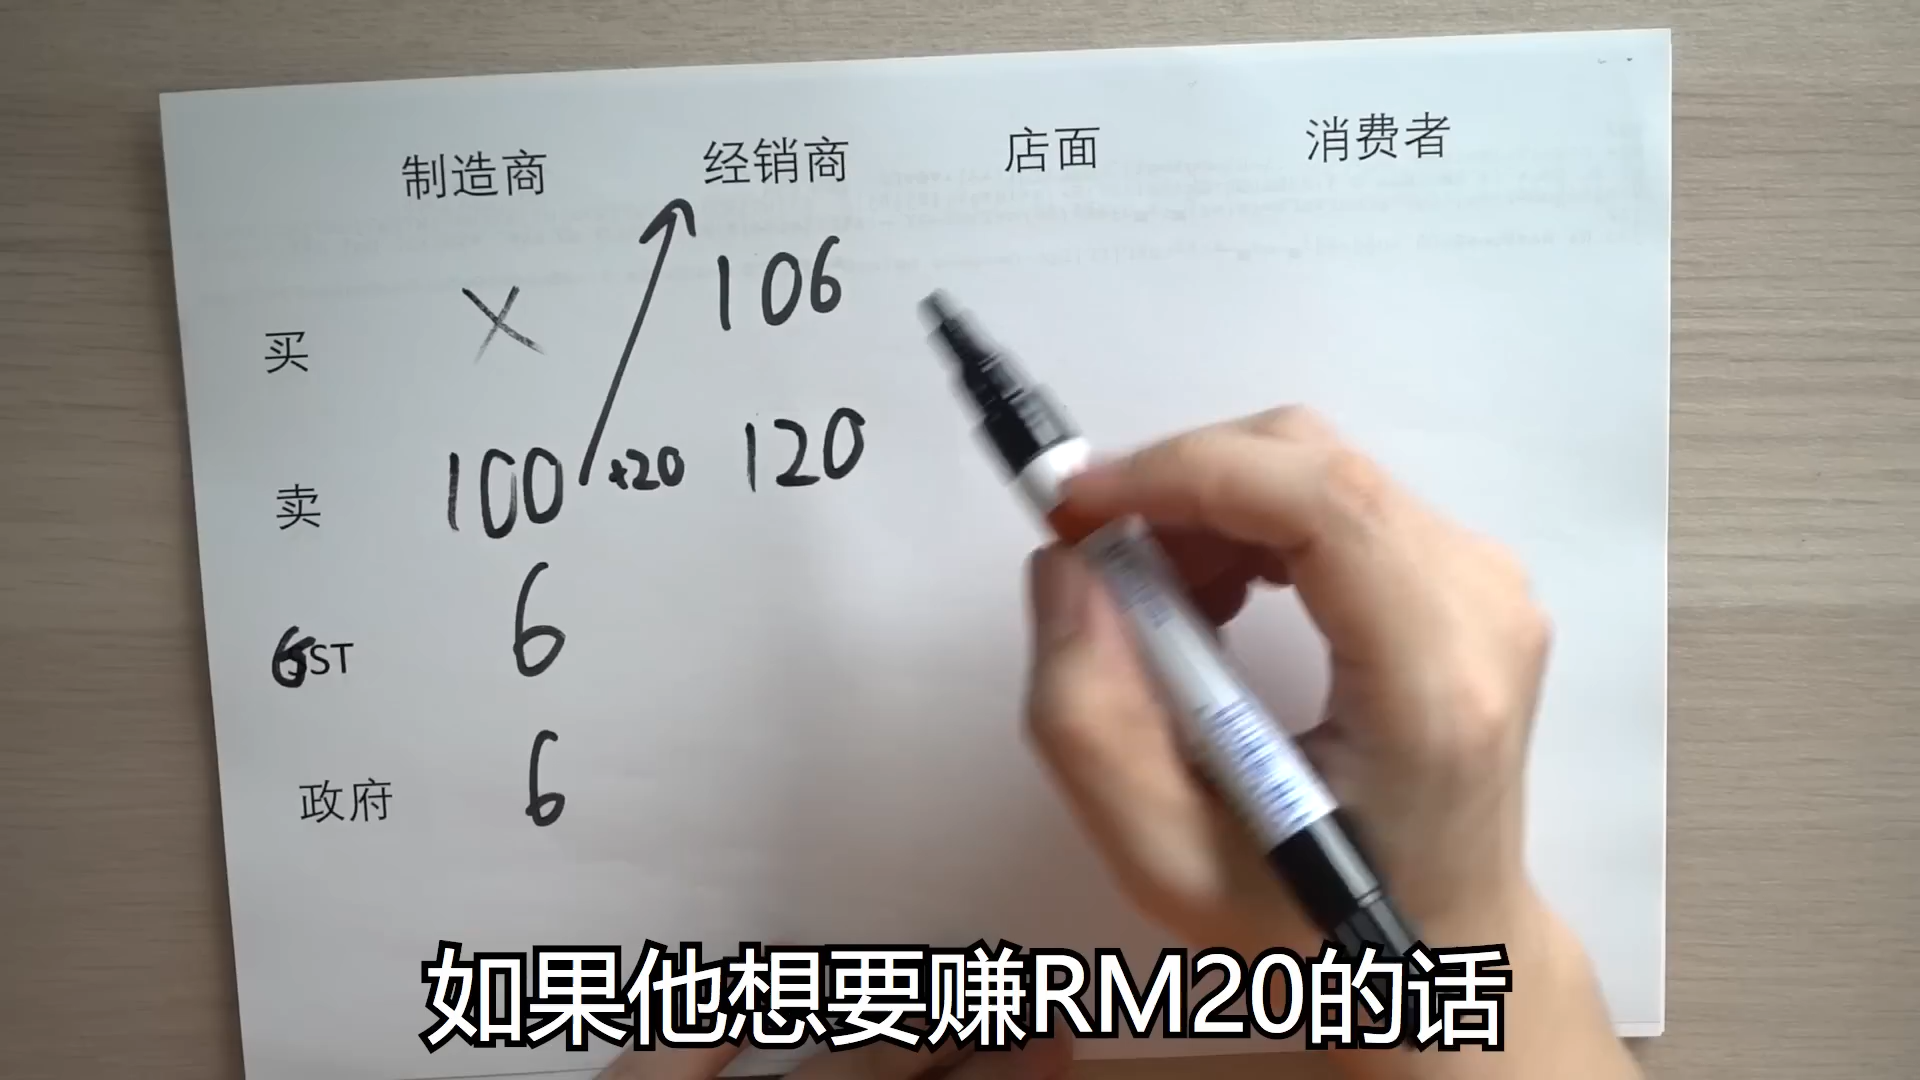 制造商 经销商 店面 消费者
买 X 106
卖 100 +20 120
GST 6
政府 6
如果他想要赚RM20的话